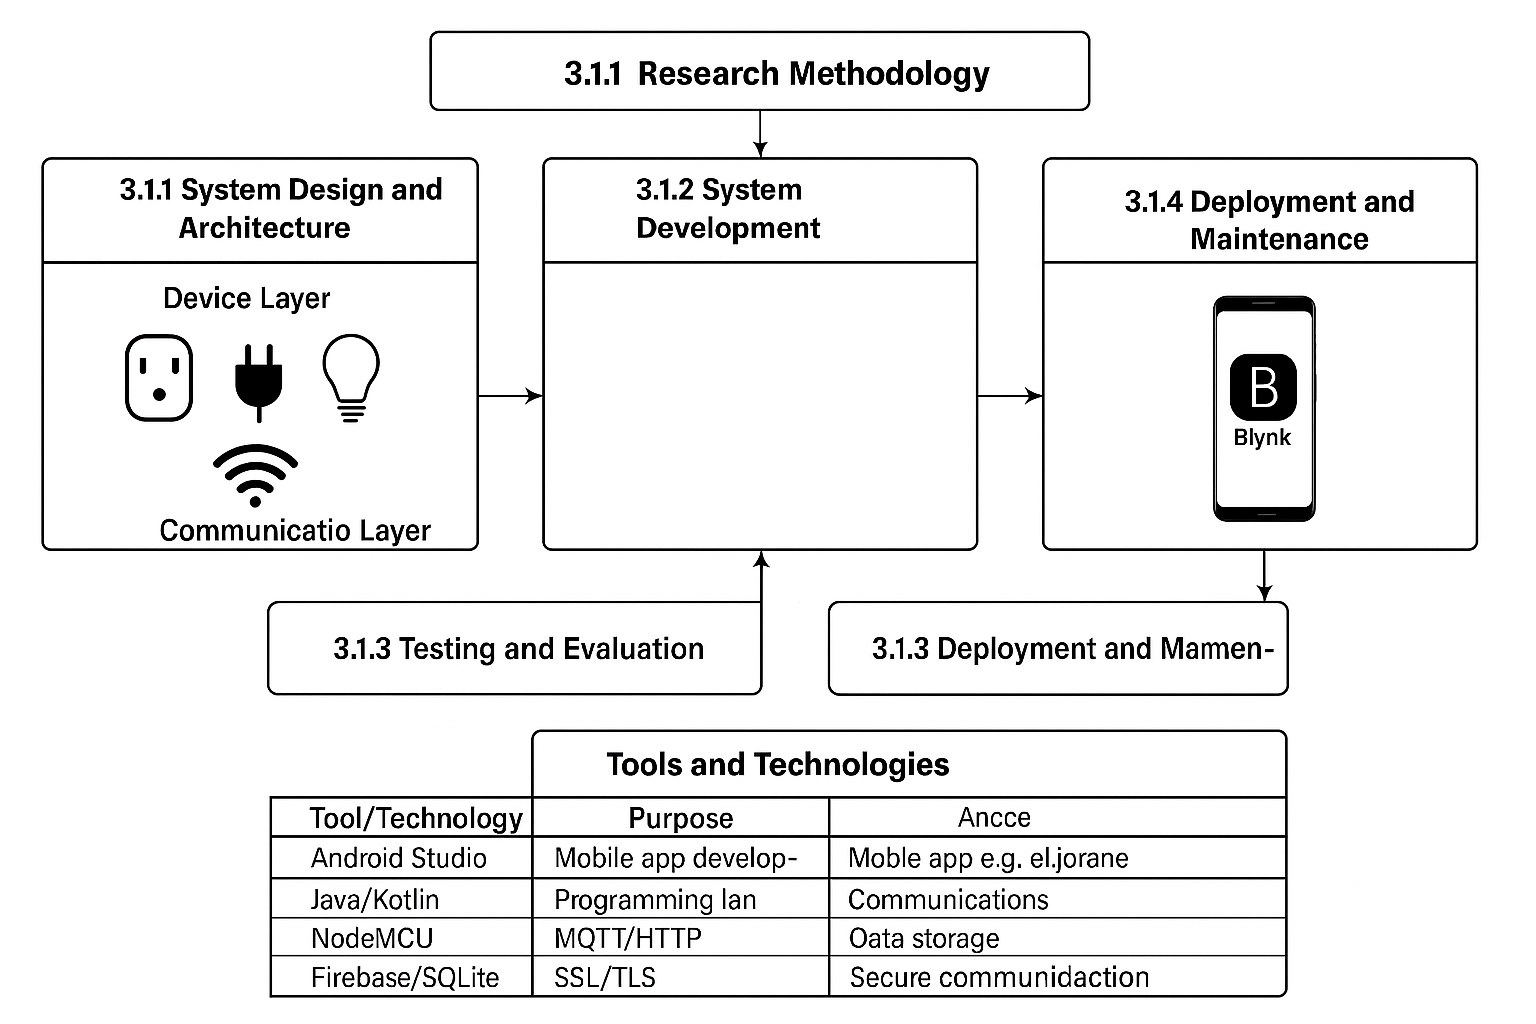 3.1.1 Research Methodology
3.1.1 System Design and
Architecture
Device Layer
Communicatio Layer
3.1.2 System
Development
3.1.4 Deployment and
Maintenance
B
Blynk
3.1.3 Testing and Evaluation
3.1.3 Deployment and Mamen-
Tools and Technologies
Tool/Technology Purpose Ancce
Android Studio Mobile app develop- Moble app e.g. el.jorane
Java/Kotlin Programming lan Communications
NodeMCU MQTT/HTTP Oata storage
Firebase/SQLite SSL/TLS Secure communidaction